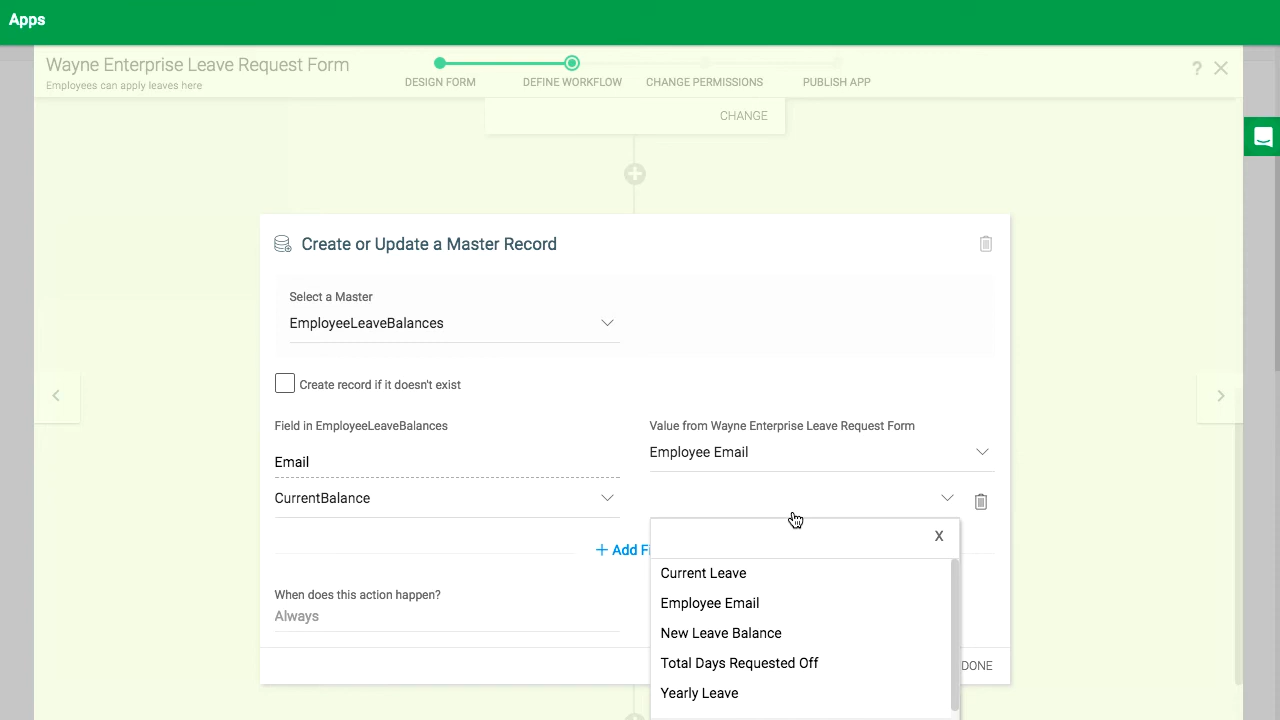 Apps
Wayne Enterprise Leave Request Form
Employees can apply leaves here
DESIGN FORM
DEFINE WORKFLOW
CHANGE PERMISSIONS
PUBLISH APP
?
CHANGE
Create or Update a Master Record
Select a Master
EmployeeLeaveBalances
Create record if it doesn't exist
Field in EmployeeLeaveBalances
Value from Wayne Enterprise Leave Request Form
Email
Employee Email
CurrentBalance
X
+ Add Fi
Current Leave
Employee Email
New Leave Balance
Total Days Requested Off
Yearly Leave
When does this action happen?
Always
DONE